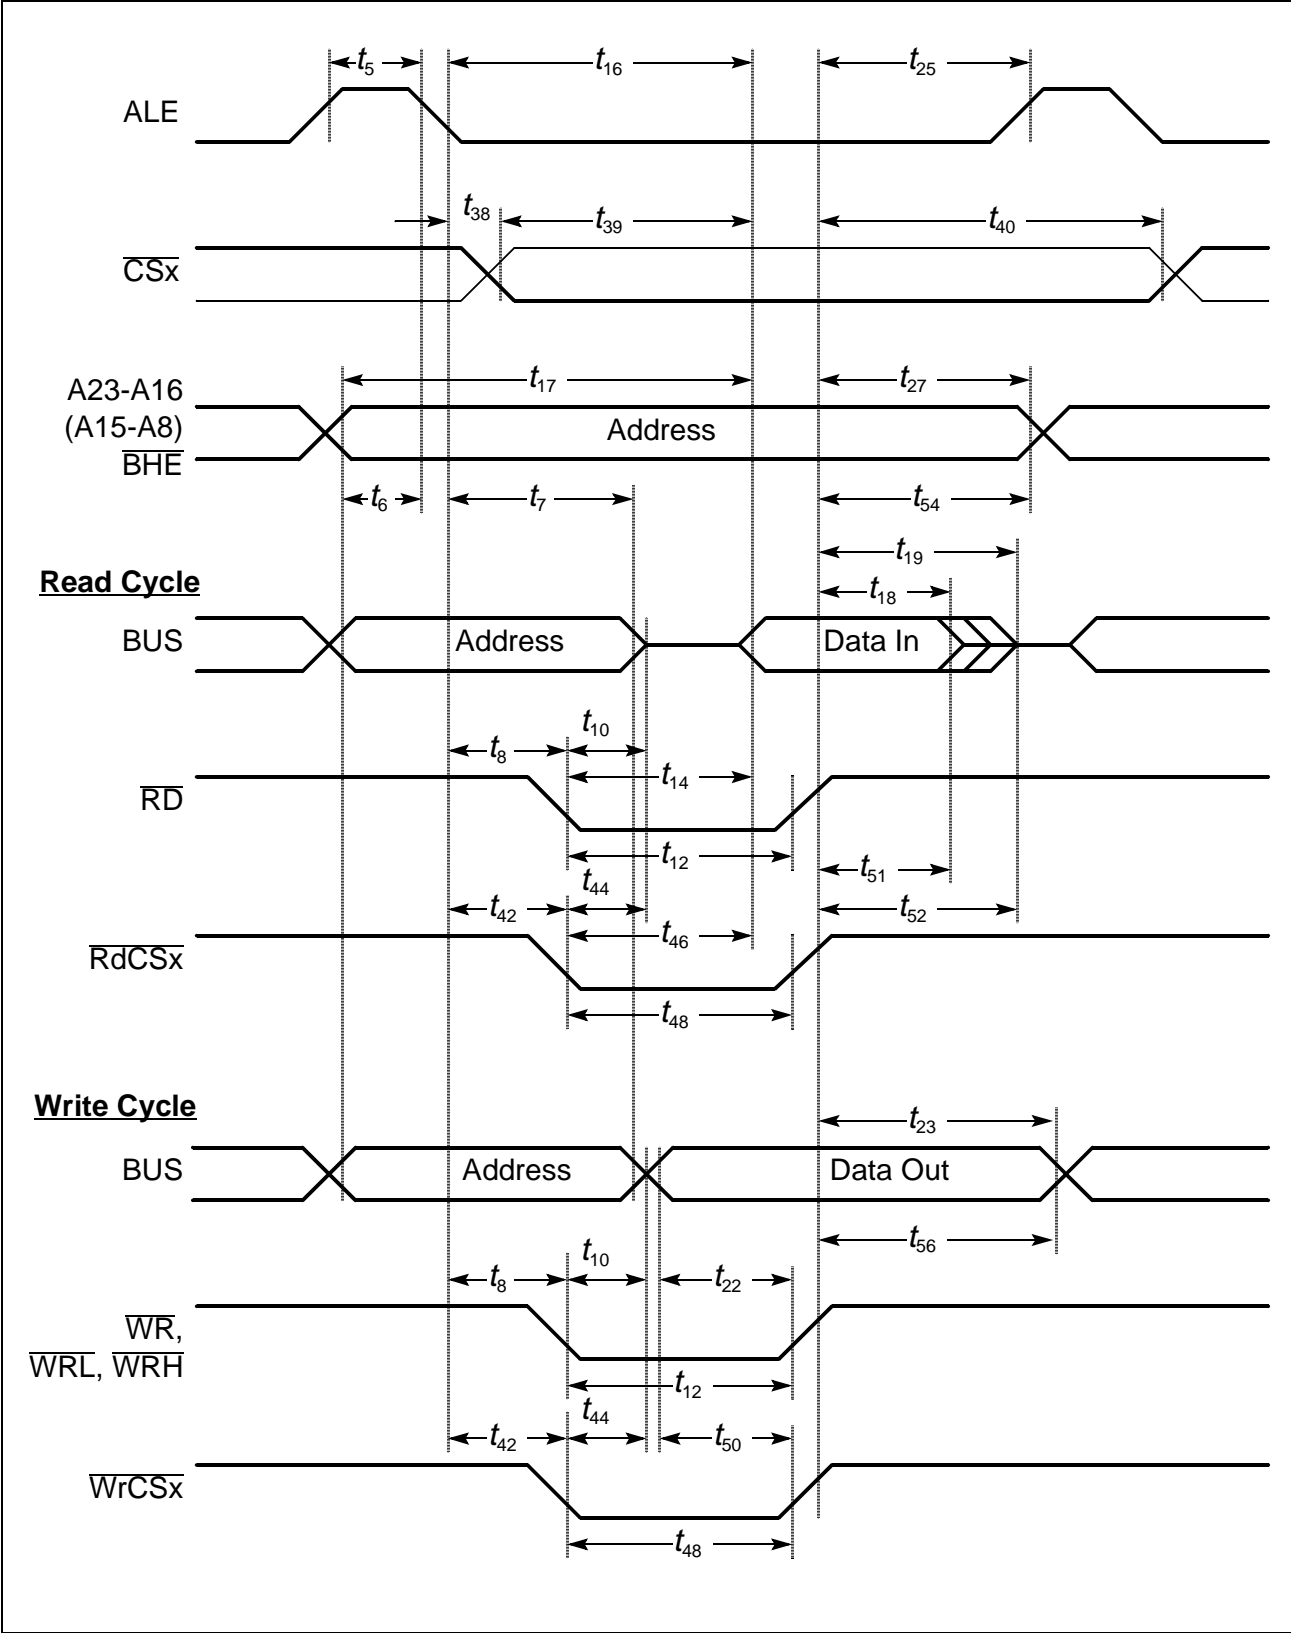 t5 t16 t25
ALE
t38 t39 t40
CSx
t17 t27
A23-A16
(A15-A8)
BHE
Address
t6 t7 t54
t19
Read Cycle
t18
BUS Address Data In
t10
t8
t14
RD
t12 t51
t44
t42 t52
t46
RdCSx
t48
Write Cycle
t23
BUS Address Data Out
t56
t10
t8 t22
WR,
WRL, WRH
t12
t44
t42 t50
WrCSx
t48